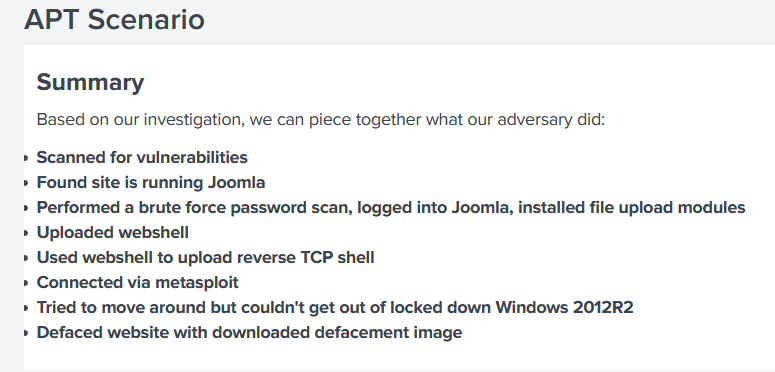 APT Scenario
Summary
Based on our investigation, we can piece together what our adversary did:
• Scanned for vulnerabilities
• Found site is running Joomla
• Performed a brute force password scan, logged into Joomla, installed file upload modules
• Uploaded webshell
• Used webshell to upload reverse TCP shell
• Connected via metasploit
• Tried to move around but couldn't get out of locked down Windows 2012R2
• Defaced website with downloaded defacement image